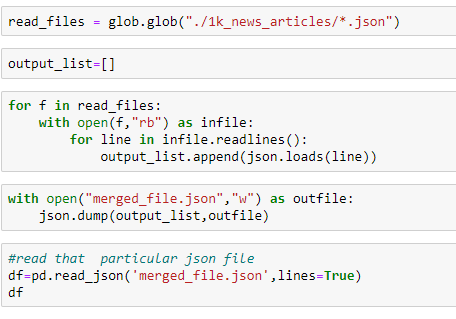 read_files = glob.glob("./1k_news_articles/*.json")
output_list=[]
for f in read_files:
    with open(f,"rb") as infile:
        for line in infile.readlines():
            output_list.append(json.loads(line))
with open("merged_file.json","w") as outfile:
    json.dump(output_list,outfile)
#read that  particular json file
df=pd.read_json('merged_file.json',lines=True)
df